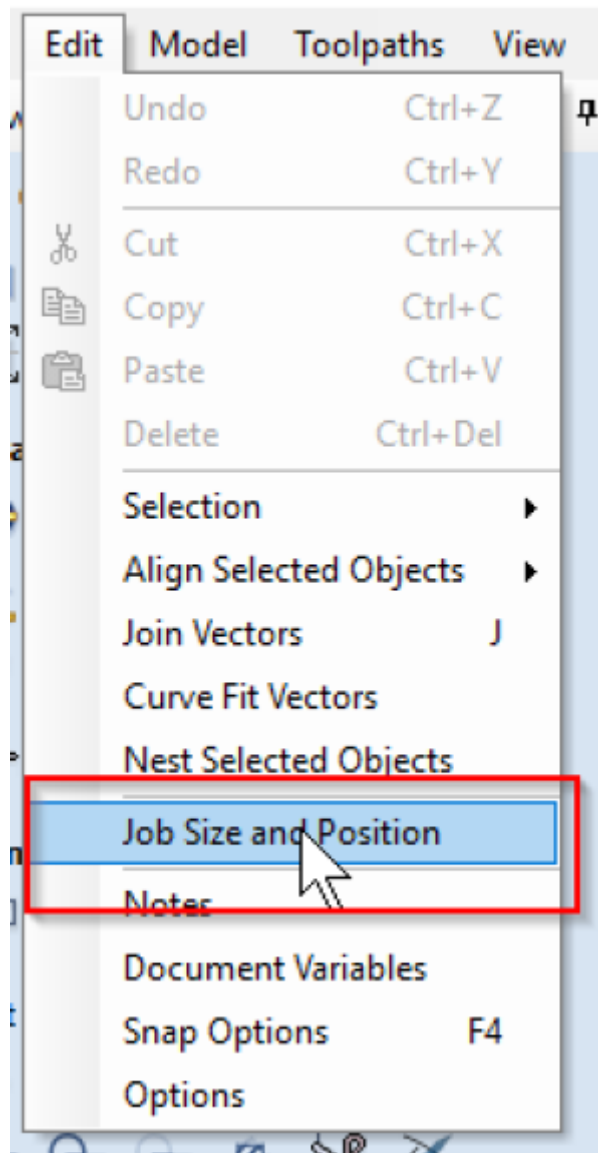 Edit Model Toolpaths View
Undo Ctrl+Z
Redo Ctrl+Y
Cut Ctrl+X
Copy Ctrl+C
Paste Ctrl+V
Delete Ctrl+Del
Selection
Align Selected Objects
Join Vectors J
Curve Fit Vectors
Nest Selected Objects
Job Size and Position
Notes
Document Variables
Snap Options F4
Options